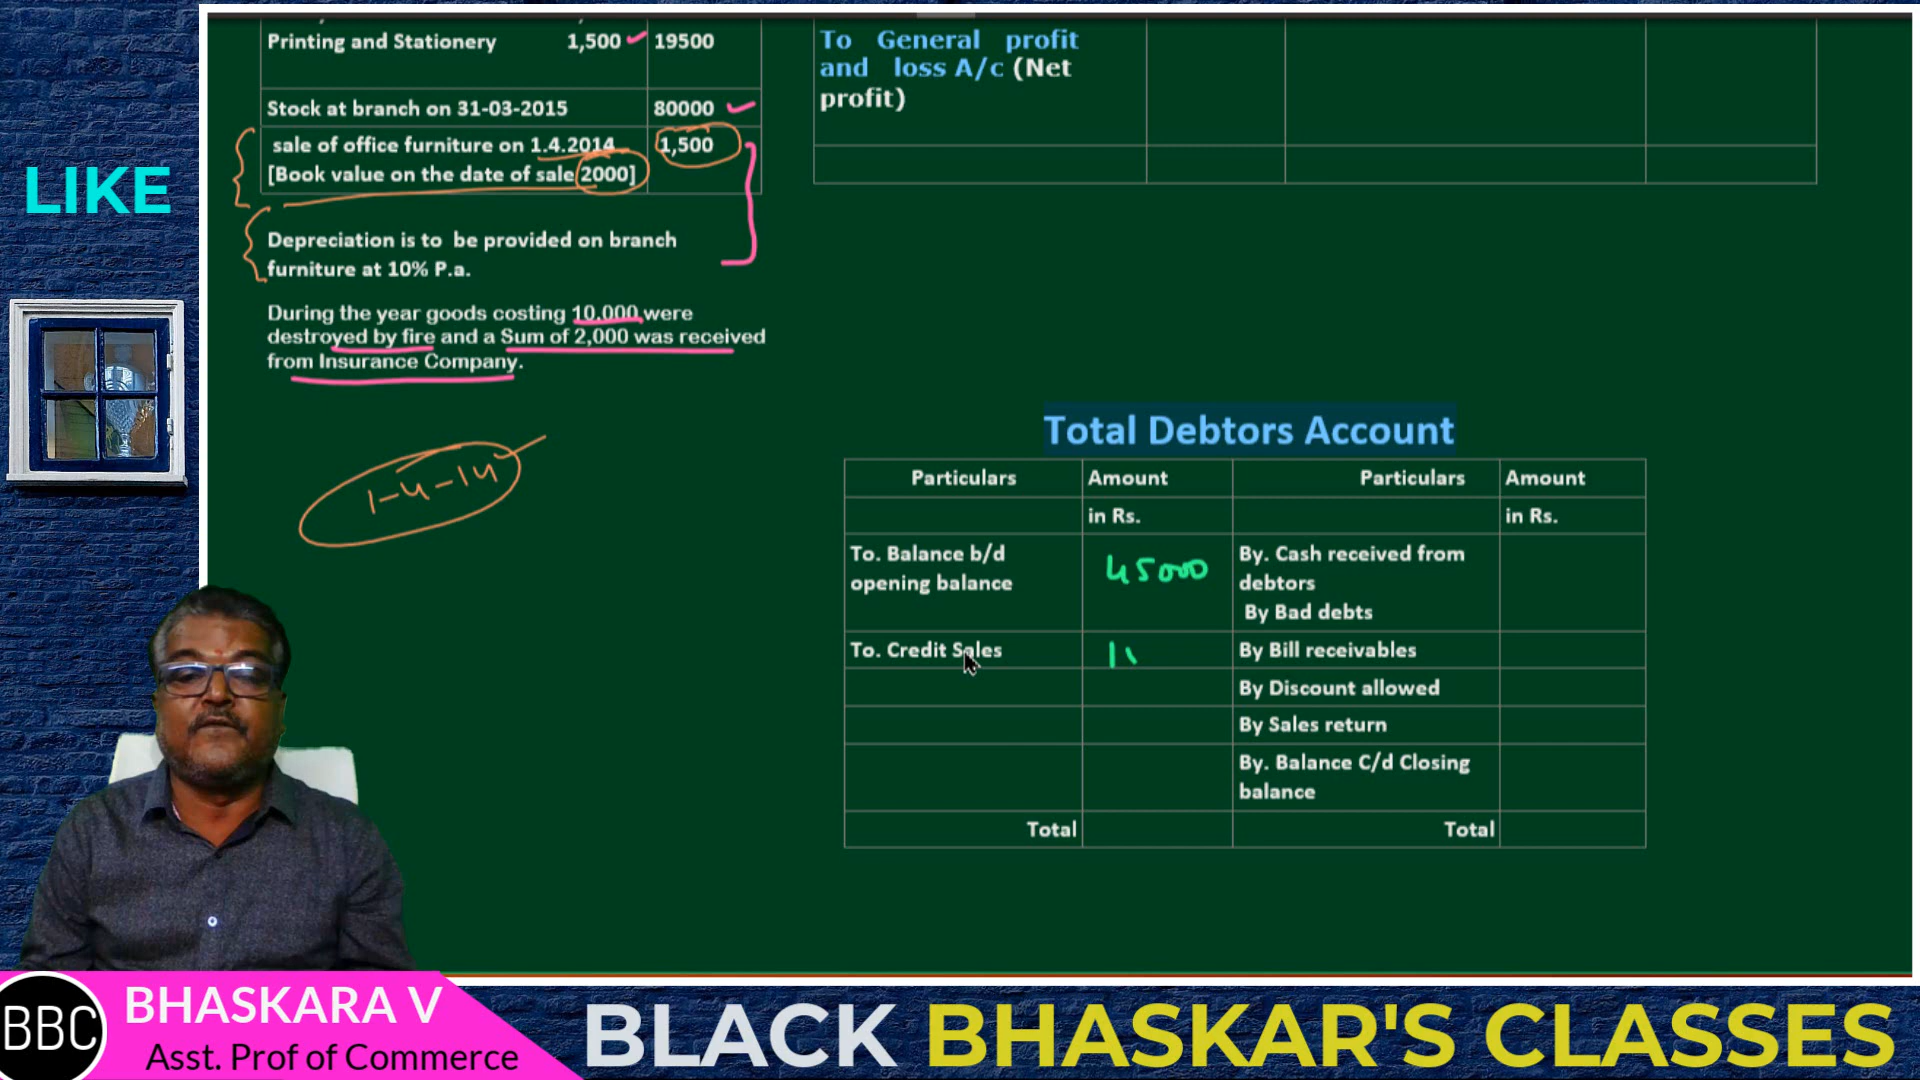 LIKE
Printing and Stationery 1,500 19500
Stock at branch on 31-03-2015 80000
sale of office furniture on 1.4.2014 1,500
[Book value on the date of sale 2000]
Depreciation is to be provided on branch
furniture at 10% P.a.
During the year goods costing 10,000 were
destroyed by fire and a Sum of 2,000 was received
from Insurance Company.
1-4-14
To General profit
and loss A/c (Net
profit)
Total Debtors Account
Particulars Amount Particulars Amount
in Rs. in Rs.
To. Balance b/d 45000 By. Cash received from
opening balance debtors
By Bad debts
To. Credit Sales By Bill receivables
By Discount allowed
By Sales return
By. Balance C/d Closing
balance
Total Total
BBC
BHASKARA V
Asst. Prof of Commerce
BLACK BHASKAR'S CLASSES